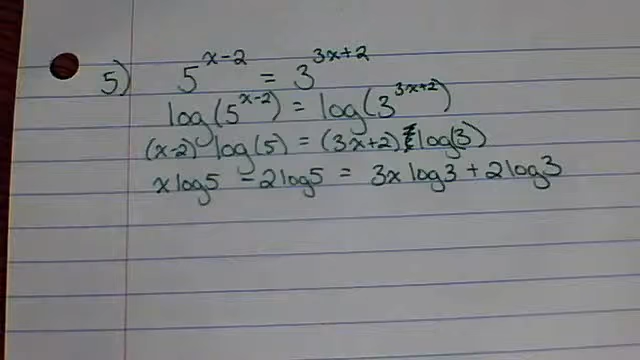 5) 5^(x-2) = 3^(3x+2)
log(5^(x-2)) = log(3^(3x+2))
(x-2) log(5) = (3x+2) log(3)
x log5 - 2log5 = 3x log3 + 2log3